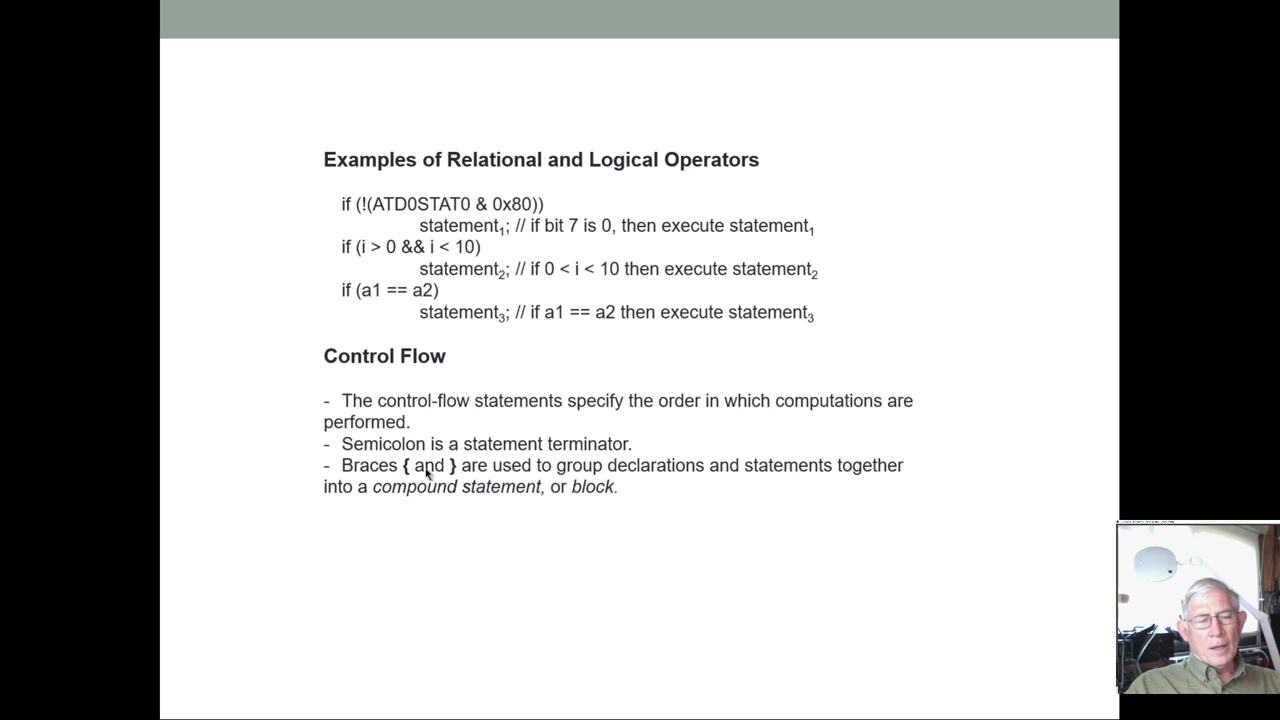 Examples of Relational and Logical Operators
if (!(ATD0STAT0 & 0x80))
statement₁; // if bit 7 is 0, then execute statement₁
if (i > 0 && i < 10)
statement₂; // if 0 < i < 10 then execute statement₂
if (a1 == a2)
statement₃; // if a1 == a2 then execute statement₃
Control Flow
- The control-flow statements specify the order in which computations are
performed.
- Semicolon is a statement terminator.
- Braces { and } are used to group declarations and statements together
into a compound statement, or block.